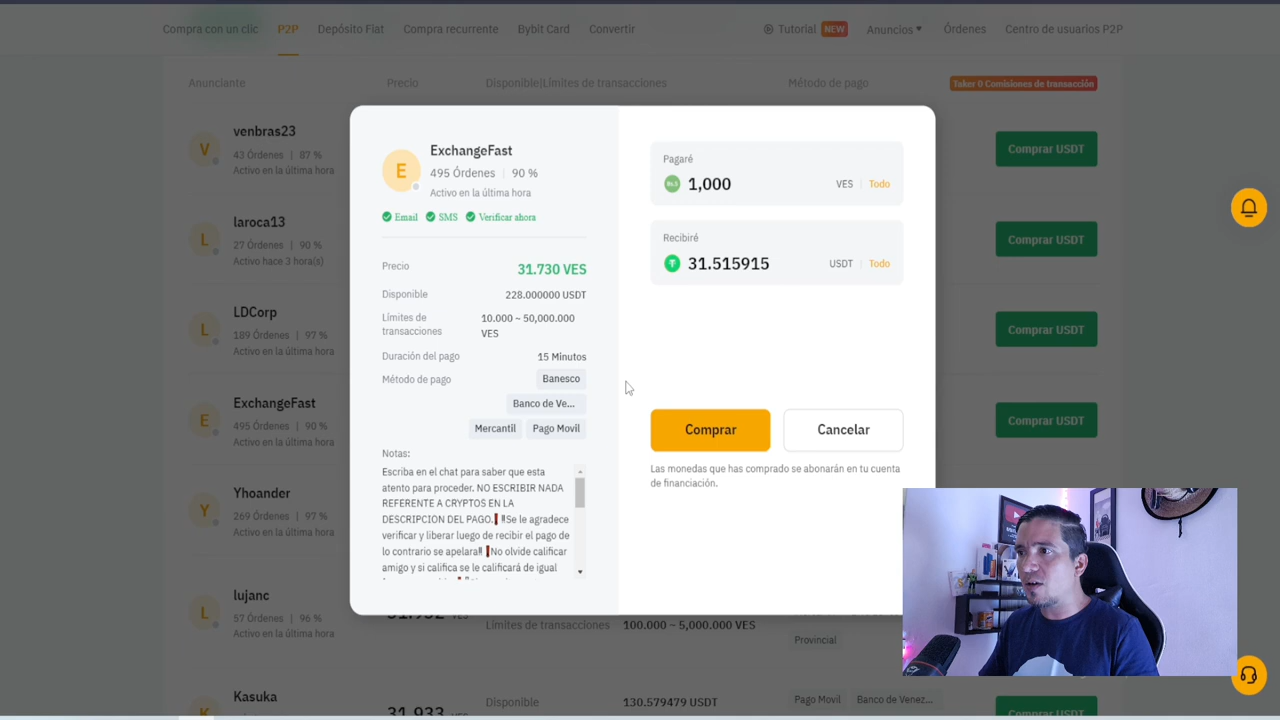 Compra con un clic P2P Depósito Fiat Compra recurrente Bybit Card Convertir Tutorial NEW Anuncios Órdenes Centro de usuarios P2P
Anunciante Precio Disponible|Límites de transacciones Método de pago Taker 0 Comisiones de transacción
V venbras23
43 Órdenes | 87 %
Activo en la última hora
Comprar USDT
L laroca13
27 Órdenes | 90 %
Activo hace 3 hora(s)
Comprar USDT
L LDCorp
189 Órdenes | 97 %
Activo en la última hora
Comprar USDT
E ExchangeFast
495 Órdenes | 90 %
Activo en la última hora
Comprar USDT
Y Yhoander
269 Órdenes | 97 %
Activo en la última hora
L lujanc
57 Órdenes | 96 %
Activo en la última hora
Límites de transacciones 100.000 ~ 5,000.000 VES
Provincial
Kasuka
31.933
Disponible 130.579479 USDT
Pago Movil Banco de Venez...
E ExchangeFast
495 Órdenes | 90 %
Activo en la última hora
Email SMS Verificar ahora
Precio 31.730 VES
Disponible 228.000000 USDT
Límites de transacciones 10.000 ~ 50,000.000 VES
Duración del pago 15 Minutos
Método de pago Banesco
Banco de Ve...
Mercantil Pago Movil
Notas:
Escriba en el chat para saber que esta
atento para proceder. NO ESCRIBIR NADA
REFERENTE A CRYPTOS EN LA
DESCRIPCION DEL PAGO. Se le agradece
verificar y liberar luego de recibir el pago de
lo contrario se apelara!! No olvide calificar
amigo y si califica se le calificará de igual
Pagaré
1,000 VES Todo
Recibiré
31.515915 USDT Todo
Comprar Cancelar
Las monedas que has comprado se abonarán en tu cuenta
de financiación.